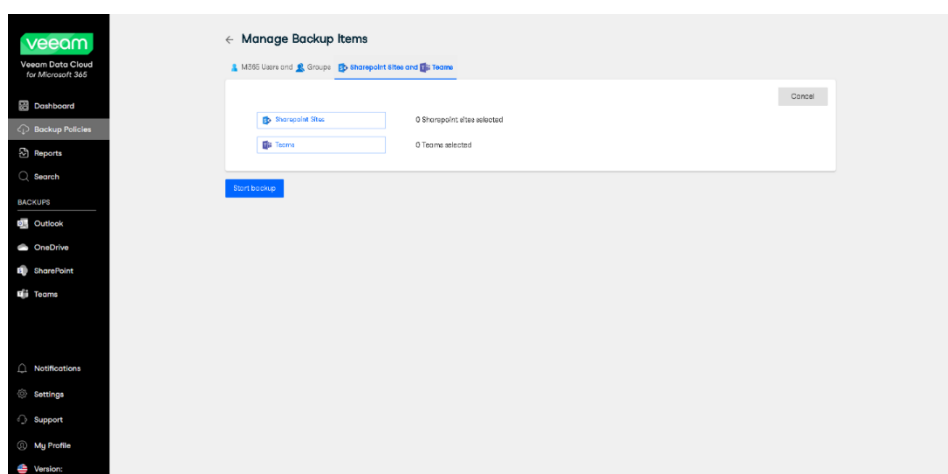 veeam
Veeam Data Cloud
for Microsoft 365
Dashboard
Backup Policies
Reports
Search
BACKUPS
Outlook
OneDrive
SharePoint
Teams
Notifications
Settings
Support
My Profile
Version:
← Manage Backup Items
M365 Users and Groups Sharepoint Sites and Teams
Cancel
Sharepoint Sites 0 Sharepoint sites selected
Teams 0 Teams selected
Start backup